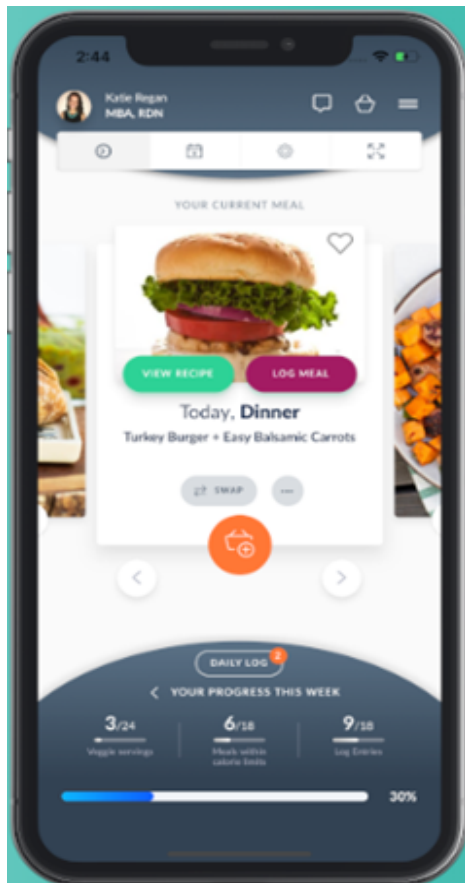 2:44
Katie Regan
MBA, RDN
YOUR CURRENT MEAL
VIEW RECIPE
LOG MEAL
Today, Dinner
Turkey Burger + Easy Balsamic Carrots
SWAP
DAILY LOG 2
YOUR PROGRESS THIS WEEK
3/24
6/18
9/18
Veggie servings
Meals within
calorie limits
Log Entries
30%